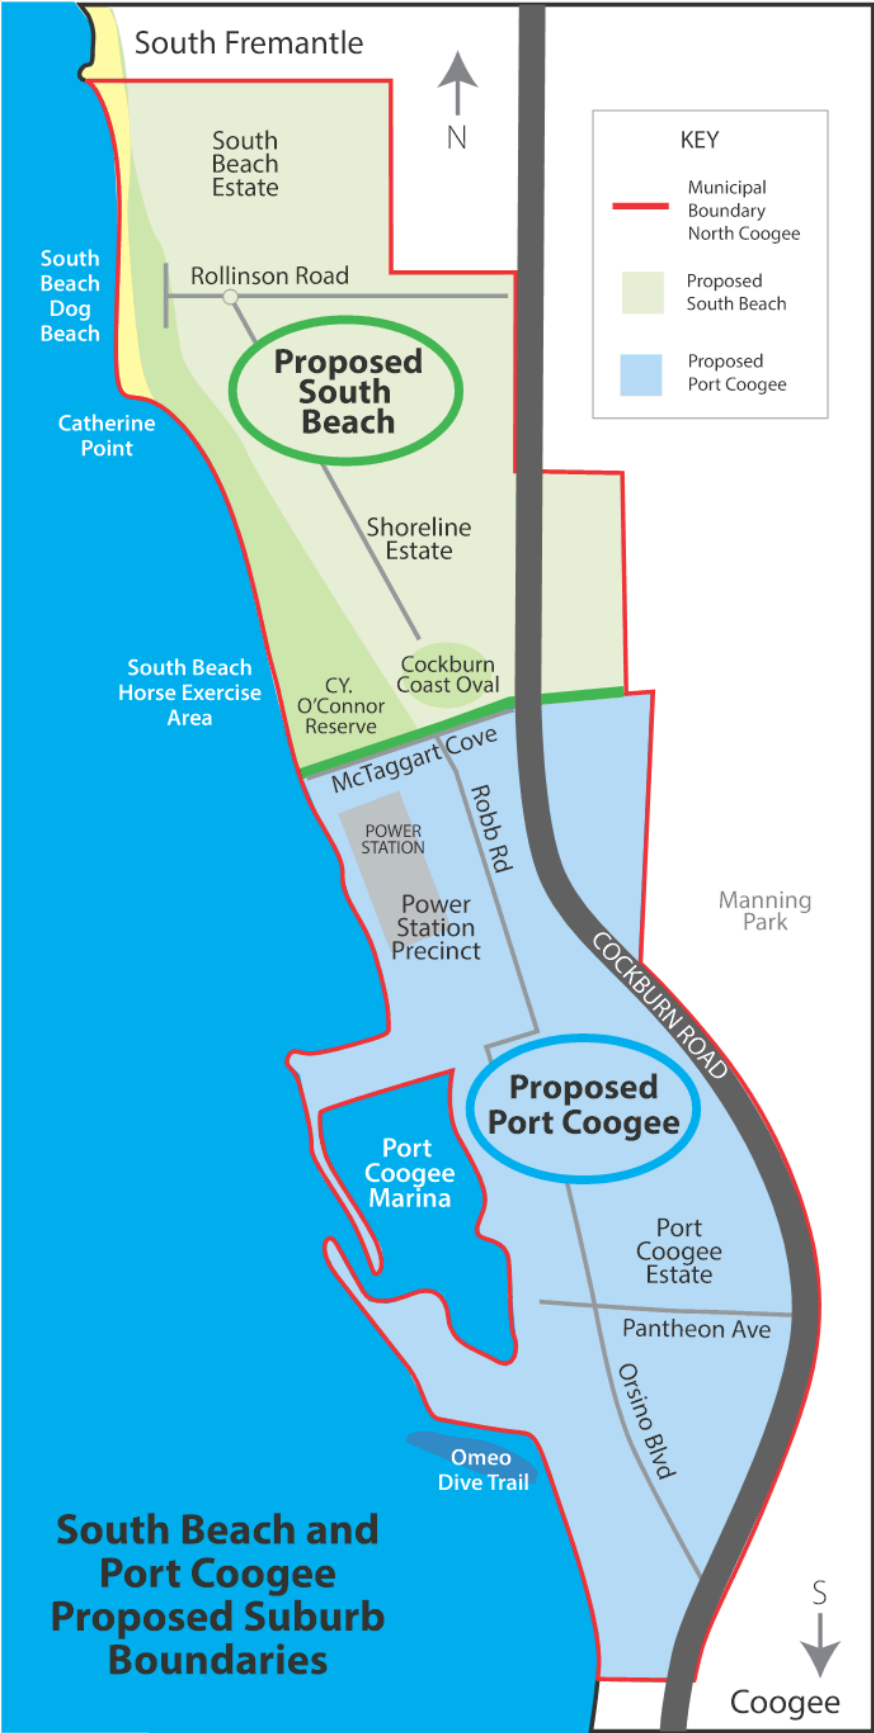 South Fremantle
N
KEY
Municipal
Boundary
North Coogee
Proposed
South Beach
Proposed
Port Coogee
South
Beach
Estate
South
Beach
Dog
Beach
Rollinson Road
Proposed
South
Beach
Catherine
Point
Shoreline
Estate
South Beach
Horse Exercise
Area
CY.
O'Connor
Reserve
Cockburn
Coast Oval
McTaggart Cove
Robb Rd
POWER
STATION
Power
Station
Precinct
Manning
Park
COCKBURN ROAD
Proposed
Port Coogee
Port
Coogee
Marina
Port
Coogee
Estate
Pantheon Ave
Orsino Blvd
Omeo
Dive Trail
South Beach and
Port Coogee
Proposed Suburb
Boundaries
S
Coogee